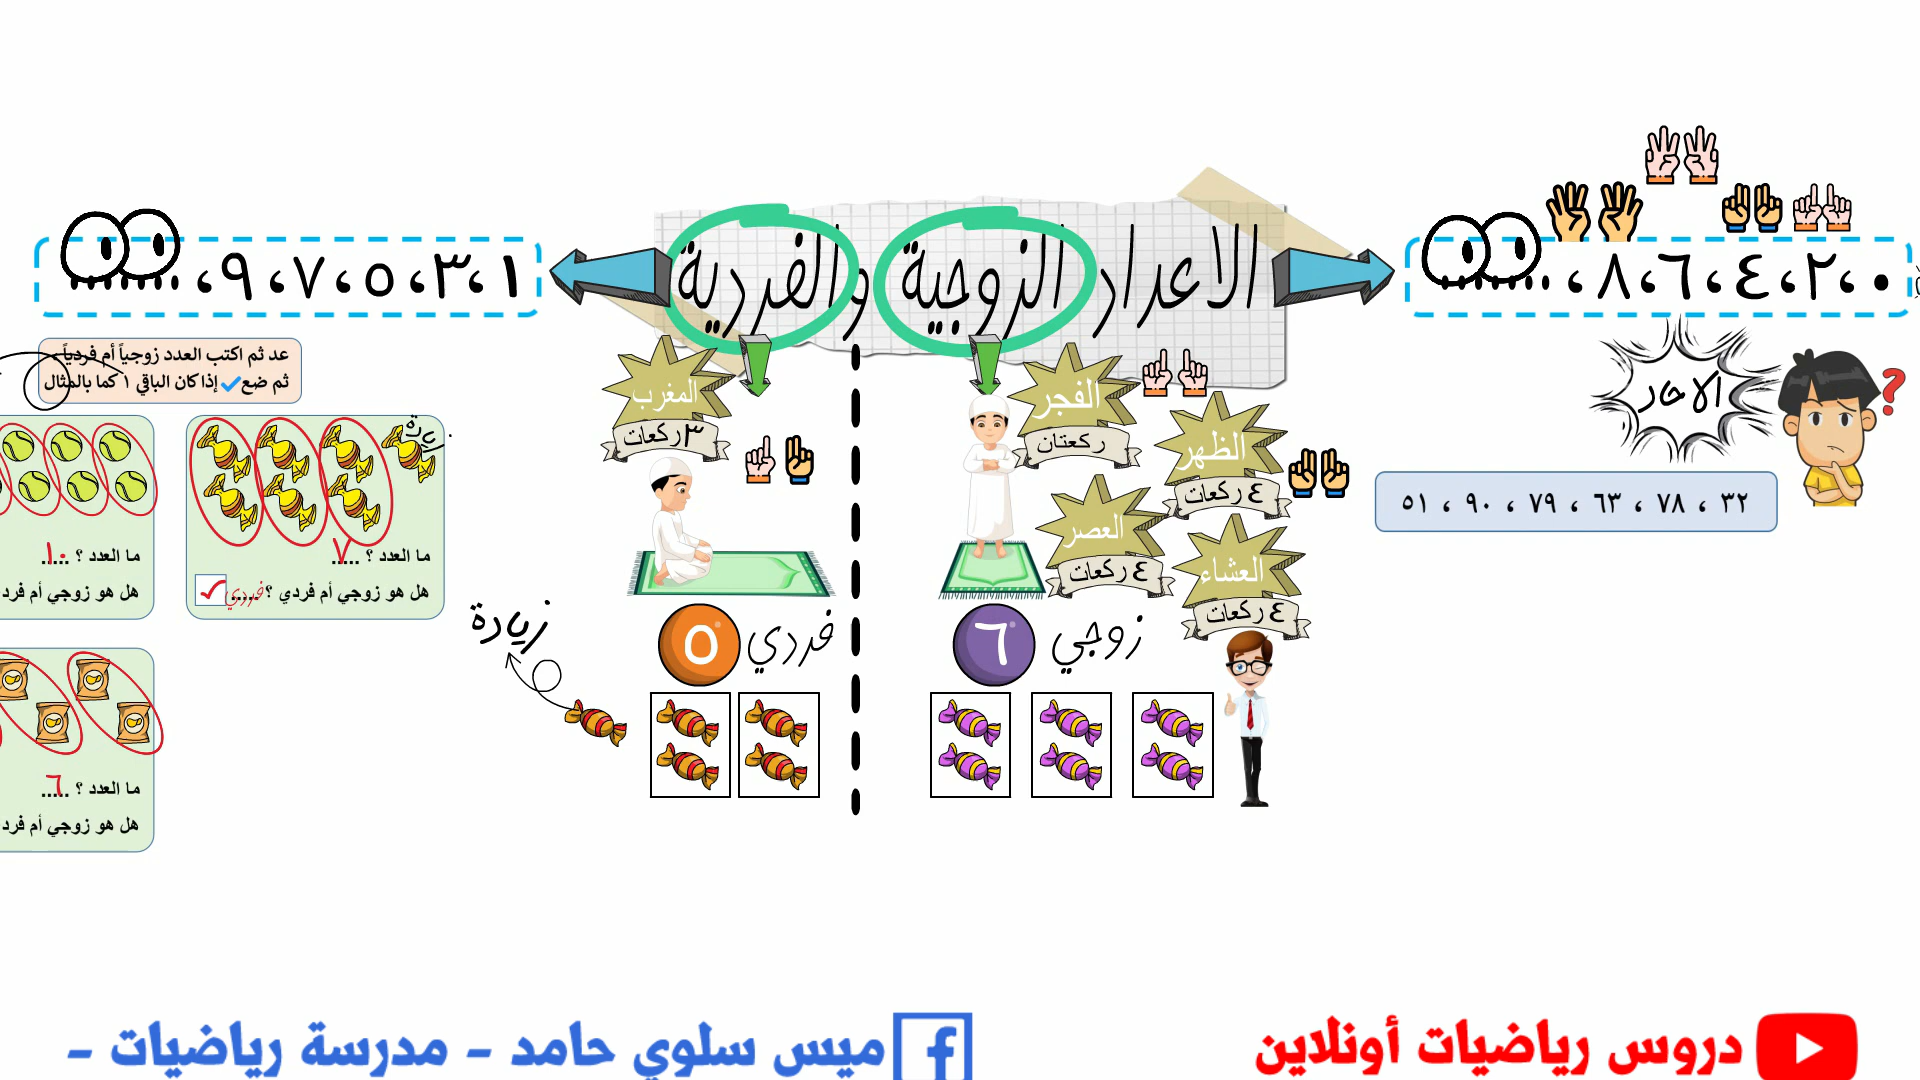 الاعداد الزوجية والفردية
٠ ، ٢ ، ٤ ، ٦ ، ٨ ، ........
١ ، ٣ ، ٥ ، ٧ ، ٩ ، ........
الاحاد
٣٢ ، ٧٨ ، ٦٣ ، ٧٩ ، ٩٠ ، ٥١
الفجر
ركعتان
الظهر
٤ ركعات
العصر
٤ ركعات
العشاء
٤ ركعات
زوجي
٦
المغرب
٣ ركعات
فردي
٥
زيادة
عد ثم اكتب العدد زوجياً أم فردياً
ثم ضع ✓ إذا كان الباقي ١ كما بالمثال
زيادة
ما العدد ؟ ..٧...
هل هو زوجي أم فردي ؟ فردي..... ✓
ما العدد ؟ ..١٠...
هل هو زوجي أم فرد
ما العدد ؟ ..٦...
هل هو زوجي أم فرد
دروس رياضيات أونلاين
ميس سلوي حامد - مدرسة رياضيات -